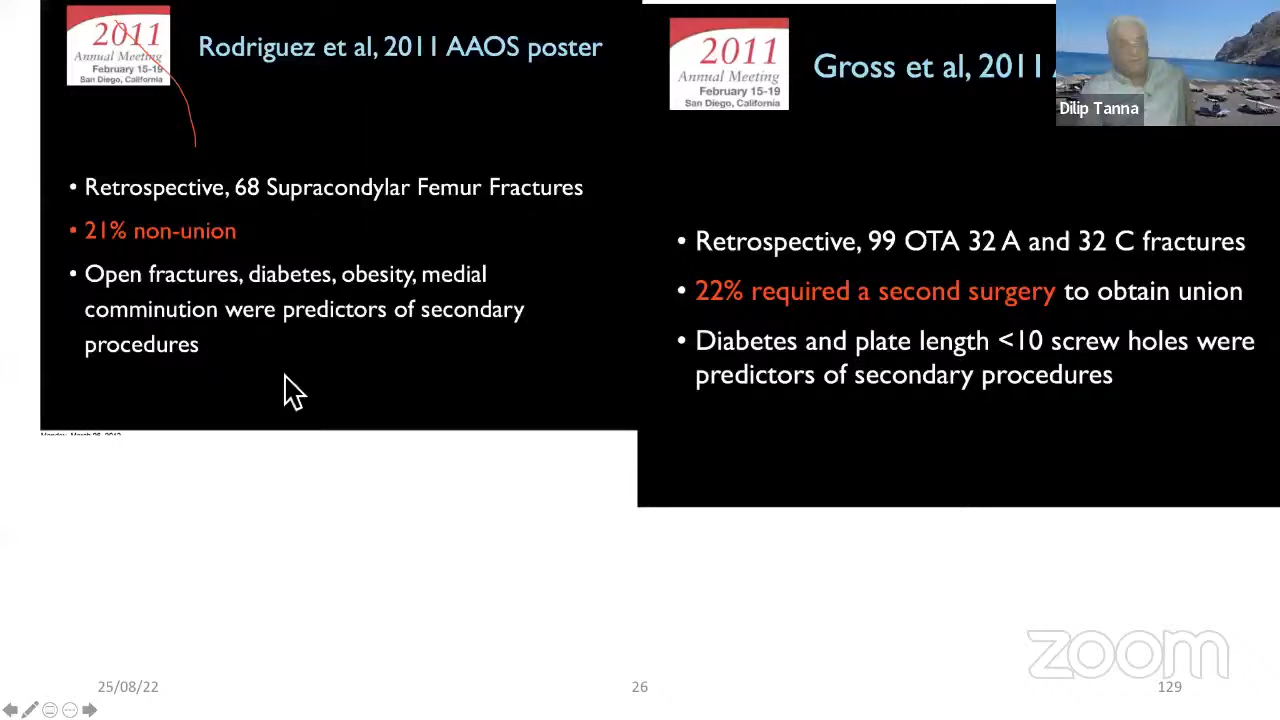 2011
Annual Meeting
February 15-19
San Diego, California
Rodriguez et al, 2011 AAOS poster
• Retrospective, 68 Supracondylar Femur Fractures
• 21% non-union
• Open fractures, diabetes, obesity, medial
comminution were predictors of secondary
procedures
2011
Annual Meeting
February 15-19
San Diego, California
Gross et al, 2011
Dilip Tanna
• Retrospective, 99 OTA 32 A and 32 C fractures
• 22% required a second surgery to obtain union
• Diabetes and plate length <10 screw holes were
predictors of secondary procedures
zoom
25/08/22
26
129